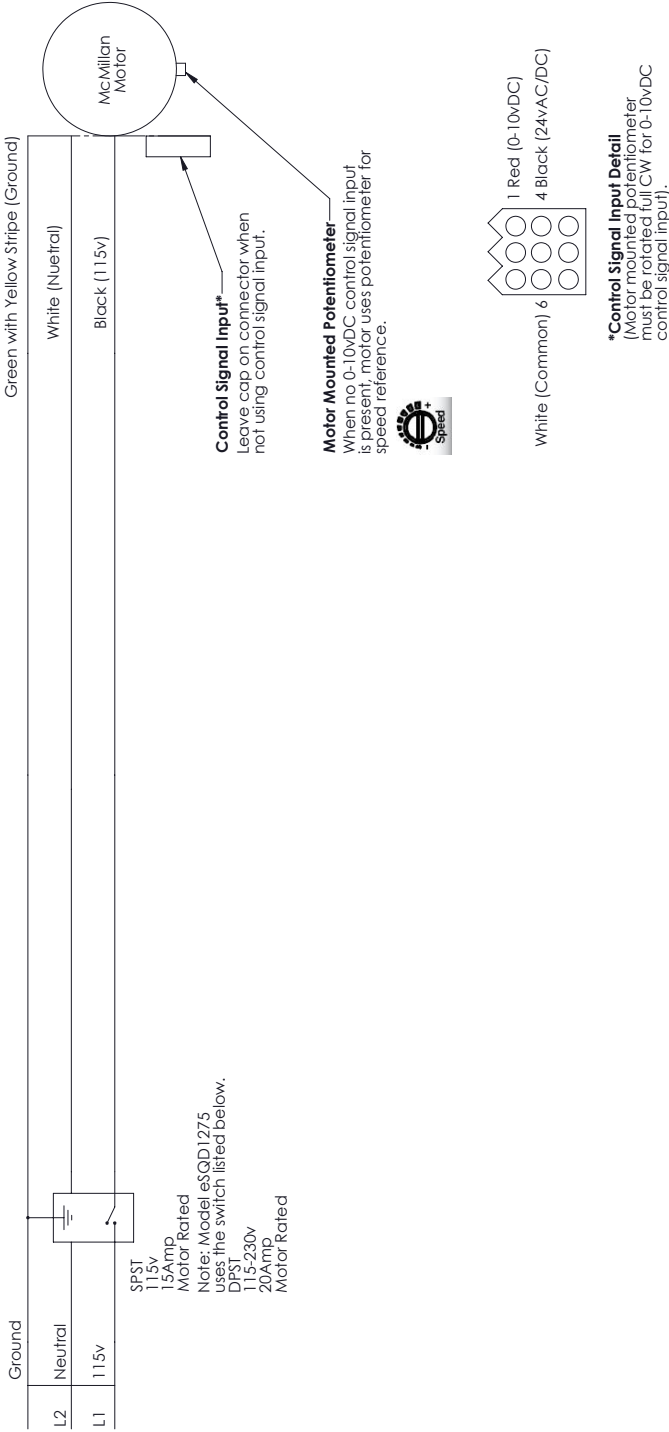 Ground
L2
Neutral
L1
115v
SPST
115v
15Amp
Motor Rated
Note: Model eSQD1275
uses the switch listed below.
DPST
115-230v
20Amp
Motor Rated
Green with Yellow Stripe (Ground)
White (Nuetral)
Black (115v)
McMillan
Motor
Control Signal Input*
Leave cap on connector when
not using control signal input.
Motor Mounted Potentiometer
When no 0-10vDC control signal input
is present, motor uses potentiometer for
speed reference.
- +
Speed
White (Common) 6
1 Red (0-10vDC)
4 Black (24vAC/DC)
*Control Signal Input Detail
(Motor mounted potentiometer
must be rotated full CW for 0-10vDC
control signal input).